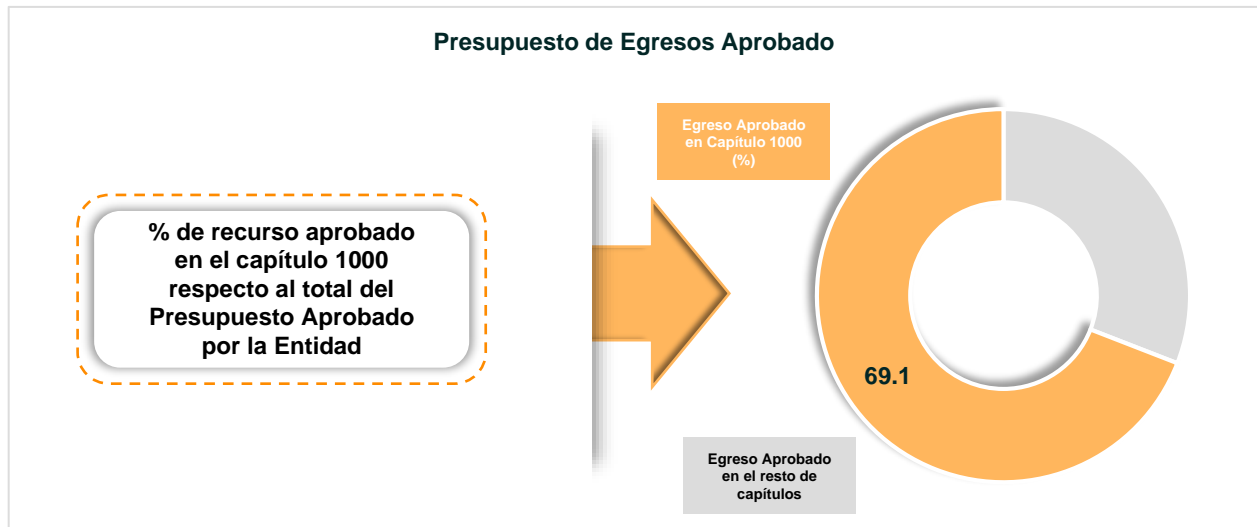 Presupuesto de Egresos Aprobado
Egreso Aprobado
en Capítulo 1000
(%)
% de recurso aprobado
en el capítulo 1000
respecto al total del
Presupuesto Aprobado
por la Entidad
69.1
Egreso Aprobado
en el resto de
capítulos